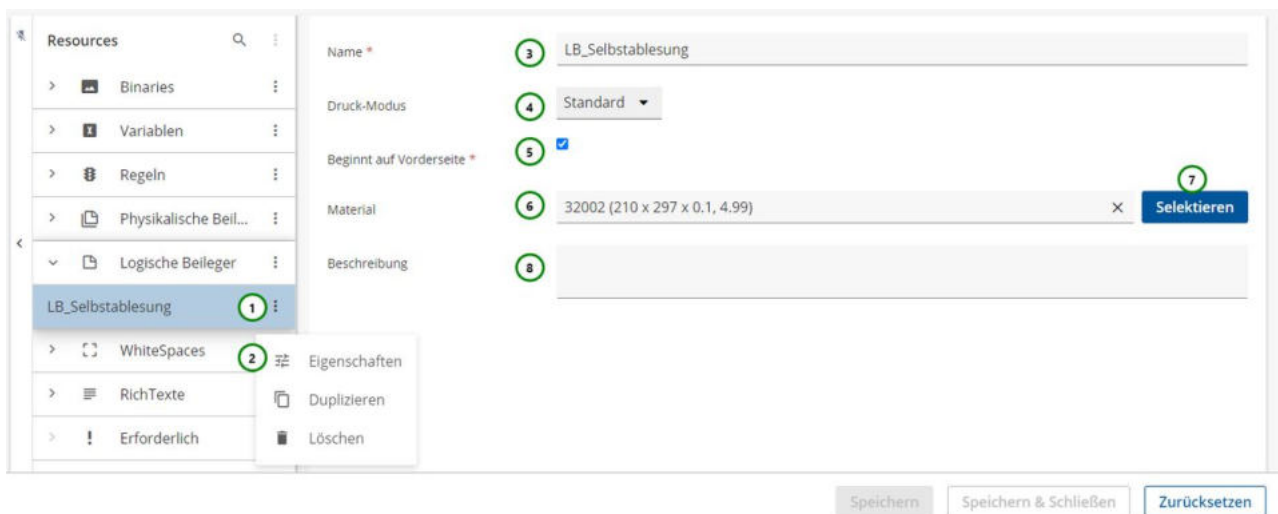 Resources
Binaries
Variablen
Regeln
Physikalische Beil...
Logische Beileger
LB_Selbstablesung 1
WhiteSpaces
RichTexte
Erforderlich
2 Eigenschaften
Duplizieren
Löschen
Name * 3 LB_Selbstablesung
Druck-Modus 4 Standard
Beginnt auf Vorderseite * 5
7
Material 6 32002 (210 x 297 x 0.1, 4.99) Selektieren
Beschreibung 8
Speichern Speichern & Schließen Zurücksetzen